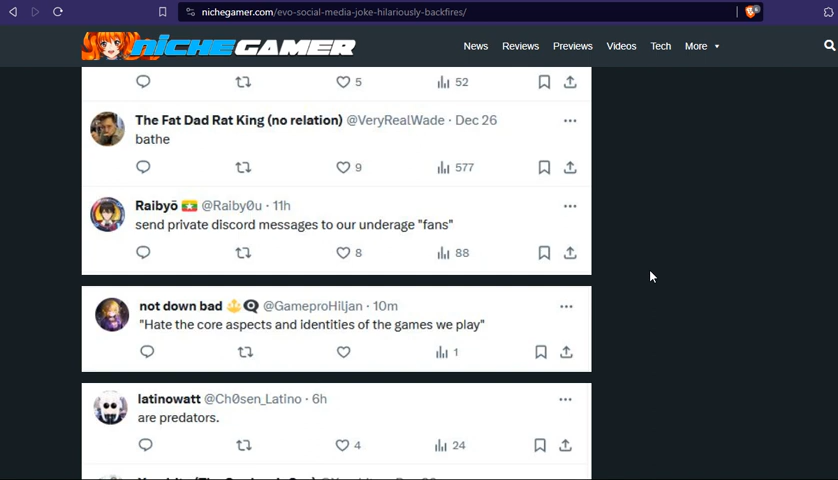 nichegamer.com/evo-social-media-joke-hilariously-backfires/
nicheGAMER News Reviews Previews Videos Tech More
5 52
The Fat Dad Rat King (no relation) @VeryRealWade · Dec 26
bathe
9 577
Raibyō 🇲🇲 @Raiby0u · 11h
send private discord messages to our underage "fans"
8 88
not down bad @GameproHiljan · 10m
"Hate the core aspects and identities of the games we play"
1
latinowatt @Ch0sen_Latino · 6h
are predators.
4 24